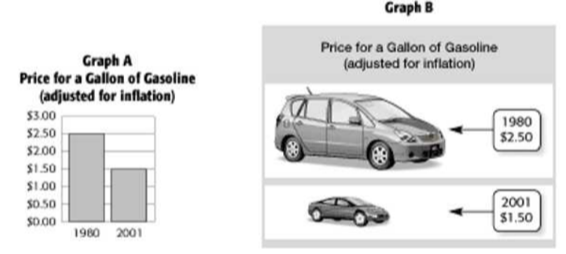 Graph A
Price for a Gallon of Gasoline
(adjusted for inflation)
$3.00
$2.50
$2.00
$1.50
$1.00
$0.50
$0.00
1980 2001
Graph B
Price for a Gallon of Gasoline
(adjusted for inflation)
1980
$2.50
2001
$1.50